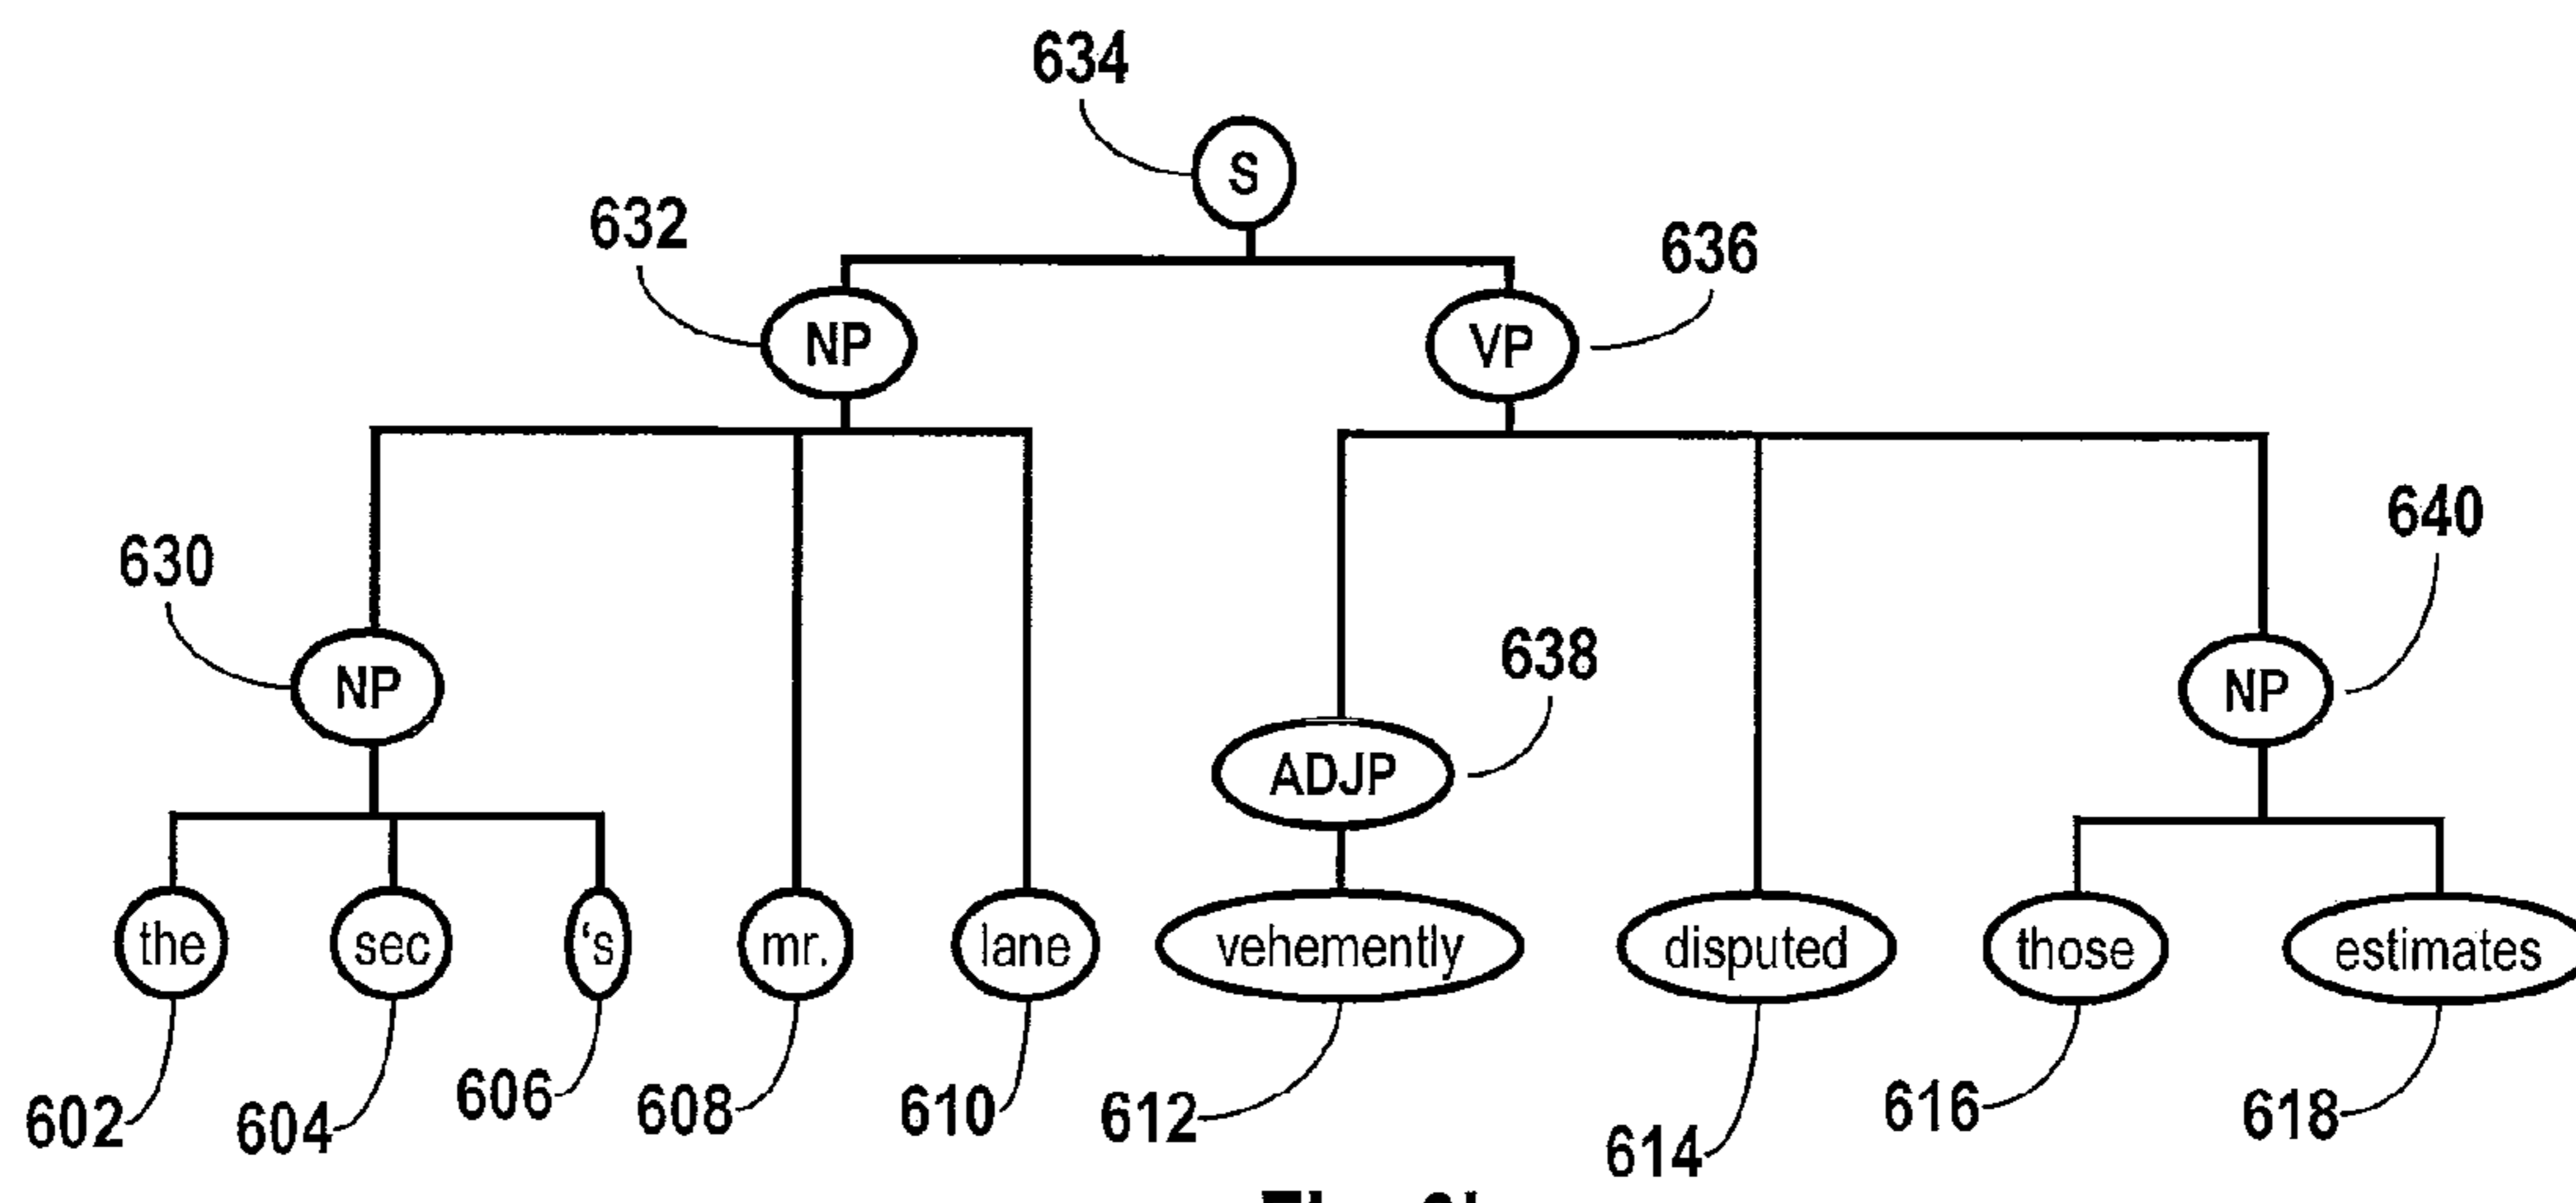 634
S
632
636
NP
VP
640
630
638
NP
NP
ADJP
the sec 's mr. lane vehemently disputed those estimates
606
602 604 608 610 612 616 618
614